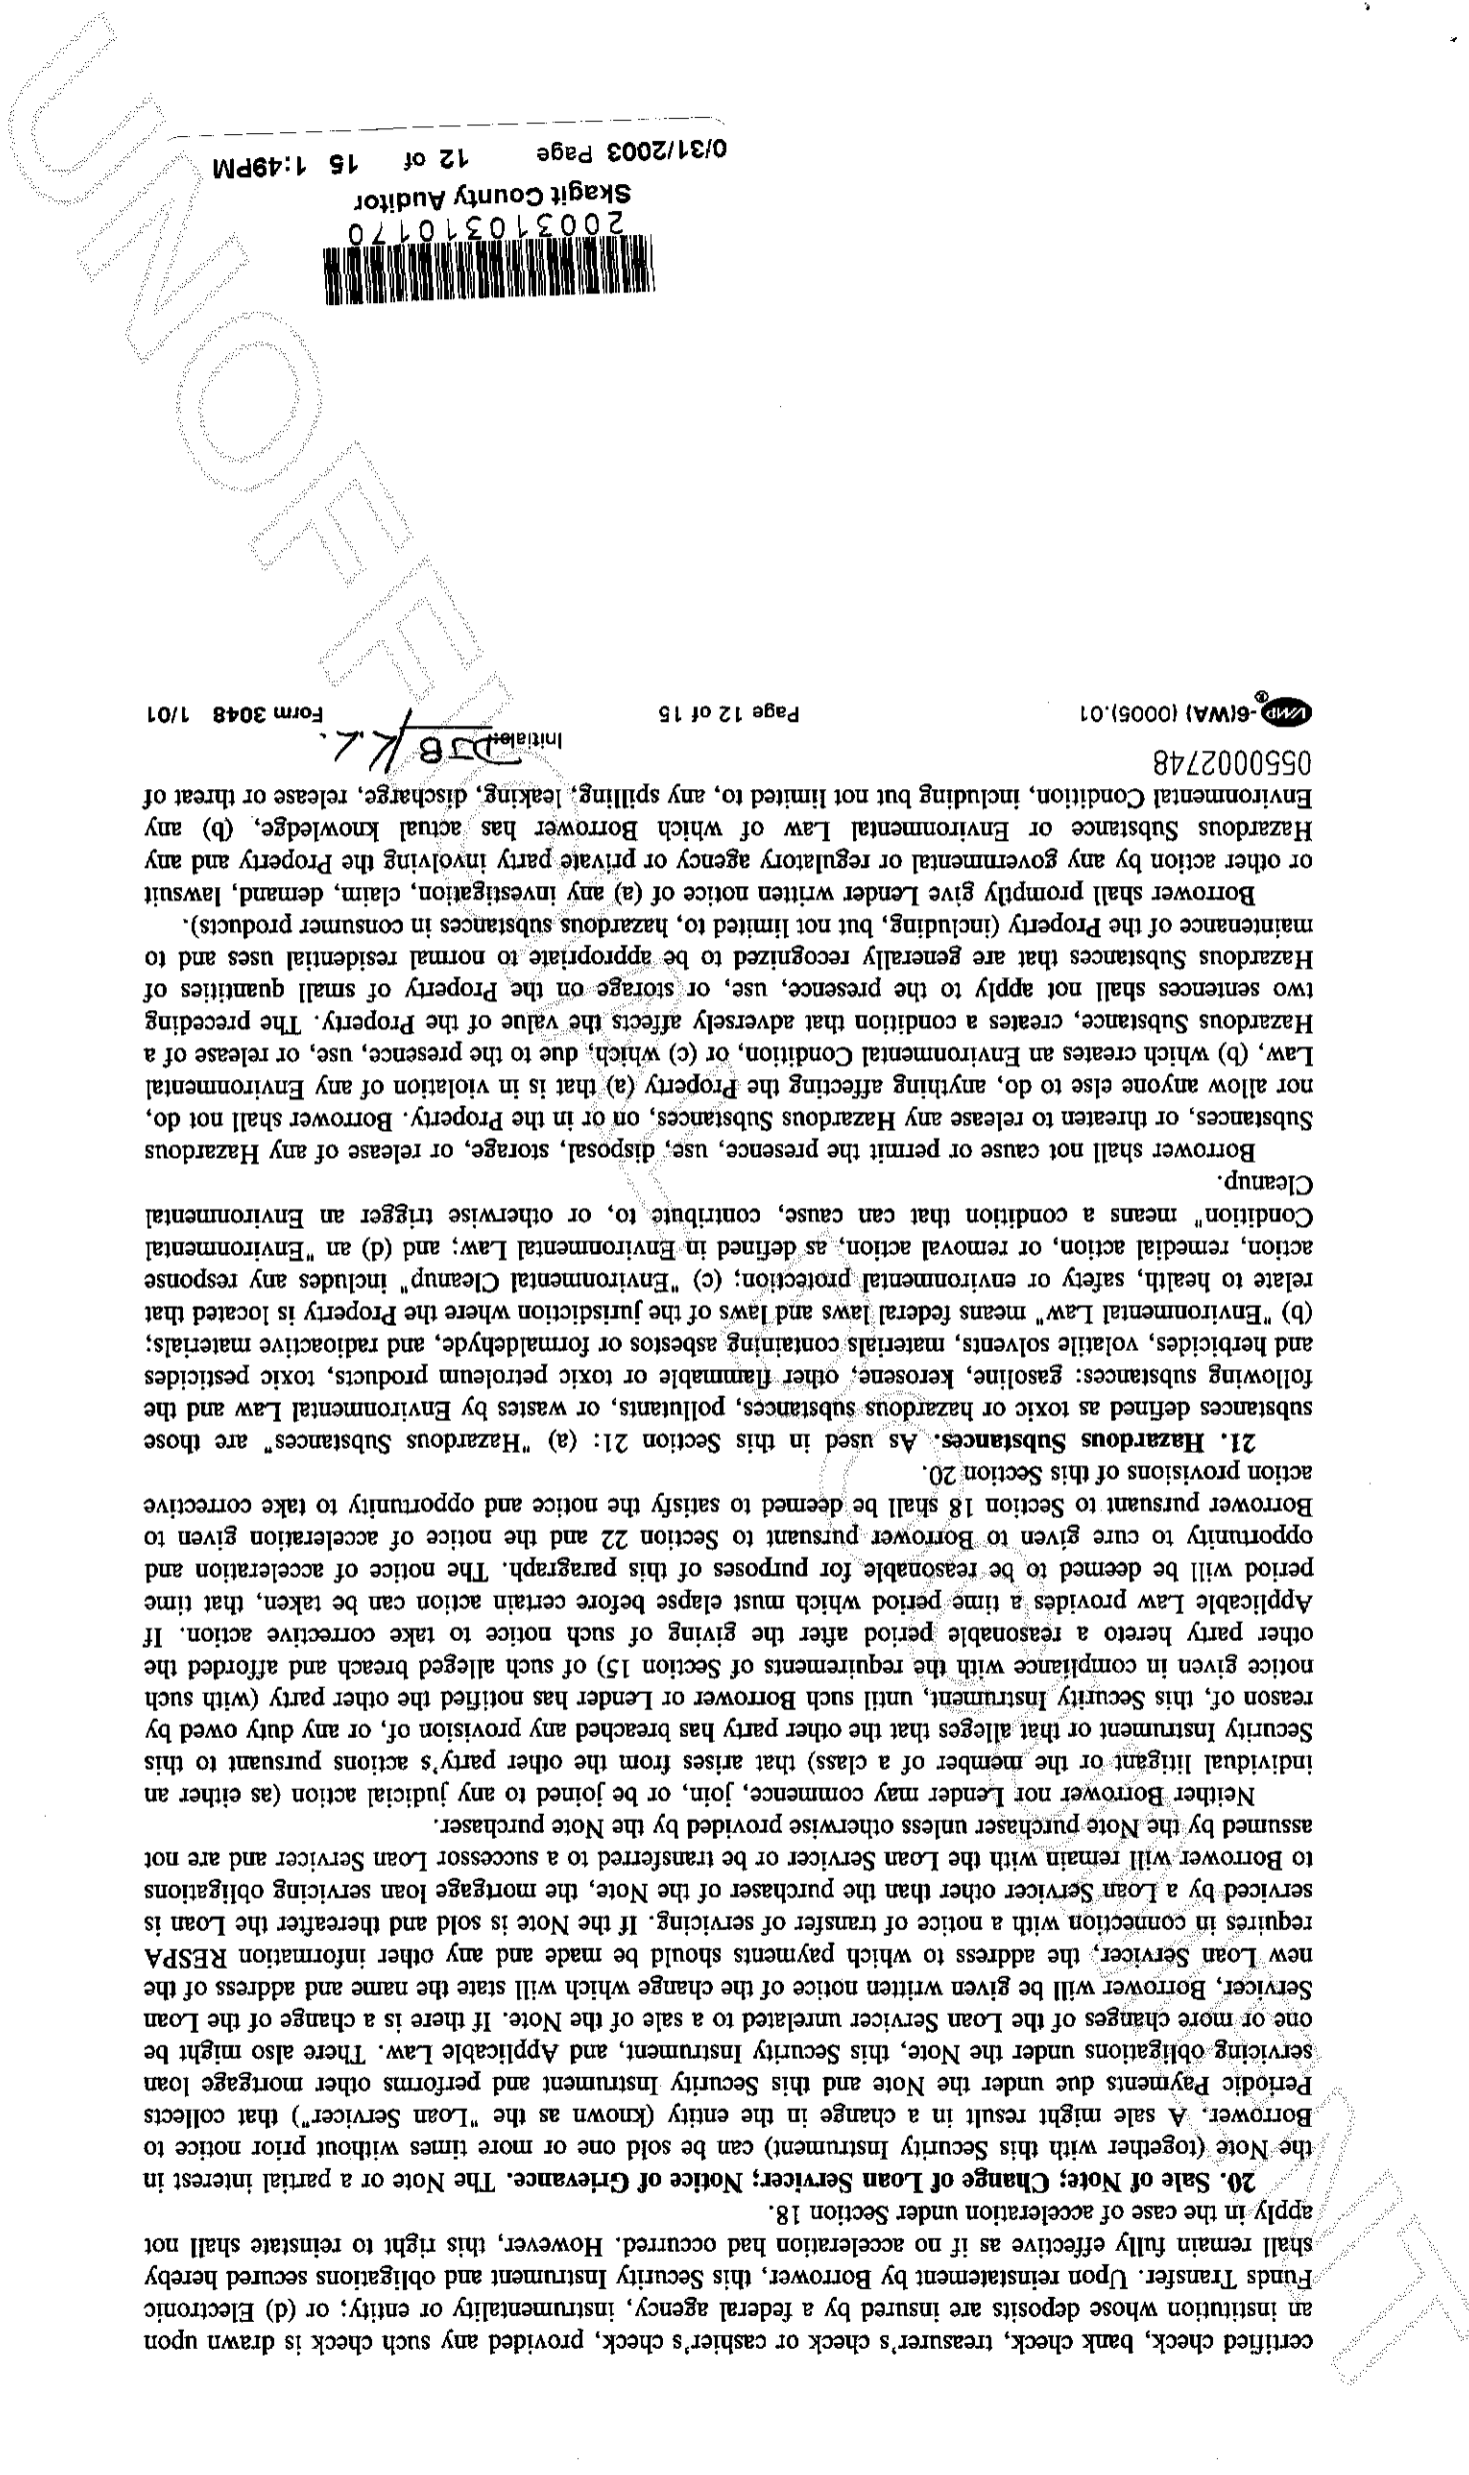 certified check, bank check, treasurer's check or cashier's check, provided any such check is drawn upon
an institution whose deposits are insured by a federal agency, instrumentality or entity; or (d) Electronic
Funds Transfer. Upon reinstatement by Borrower, this Security Instrument and obligations secured hereby
shall remain fully effective as if no acceleration had occurred. However, this right to reinstate shall not
apply in the case of acceleration under Section 18.
20. Sale of Note; Change of Loan Servicer; Notice of Grievance. The Note or a partial interest in
the Note (together with this Security Instrument) can be sold one or more times without prior notice to
Borrower. A sale might result in a change in the entity (known as the "Loan Servicer") that collects
Periodic Payments due under the Note and this Security Instrument and performs other mortgage loan
servicing obligations under the Note, this Security Instrument, and Applicable Law. There also might be
one or more changes of the Loan Servicer unrelated to a sale of the Note. If there is a change of the Loan
Servicer, Borrower will be given written notice of the change which will state the name and address of the
new Loan Servicer, the address to which payments should be made and any other information RESPA
requires in connection with a notice of transfer of servicing. If the Note is sold and thereafter the Loan is
serviced by a Loan Servicer other than the purchaser of the Note, the mortgage loan servicing obligations
to Borrower will remain with the Loan Servicer or be transferred to a successor Loan Servicer and are not
assumed by the Note purchaser unless otherwise provided by the Note purchaser.
Neither Borrower nor Lender may commence, join, or be joined to any judicial action (as either an
individual litigant or the member of a class) that arises from the other party's actions pursuant to this
Security Instrument or that alleges that the other party has breached any provision of, or any duty owed by
reason of, this Security Instrument, until such Borrower or Lender has notified the other party (with such
notice given in compliance with the requirements of Section 15) of such alleged breach and afforded the
other party hereto a reasonable period after the giving of such notice to take corrective action. If
Applicable Law provides a time period which must elapse before certain action can be taken, that time
period will be deemed to be reasonable for purposes of this paragraph. The notice of acceleration and
opportunity to cure given to Borrower pursuant to Section 22 and the notice of acceleration given to
Borrower pursuant to Section 18 shall be deemed to satisfy the notice and opportunity to take corrective
action provisions of this Section 20.
21. Hazardous Substances. As used in this Section 21: (a) "Hazardous Substances" are those
substances defined as toxic or hazardous substances, pollutants, or wastes by Environmental Law and the
following substances: gasoline, kerosene, other flammable or toxic petroleum products, toxic pesticides
and herbicides, volatile solvents, materials containing asbestos or formaldehyde, and radioactive materials;
(b) "Environmental Law" means federal laws and laws of the jurisdiction where the Property is located that
relate to health, safety or environmental protection; (c) "Environmental Cleanup" includes any response
action, remedial action, or removal action, as defined in Environmental Law; and (d) an "Environmental
Condition" means a condition that can cause, contribute to, or otherwise trigger an Environmental
Cleanup.
Borrower shall not cause or permit the presence, use, disposal, storage, or release of any Hazardous
Substances, or threaten to release any Hazardous Substances, on or in the Property. Borrower shall not do,
nor allow anyone else to do, anything affecting the Property (a) that is in violation of any Environmental
Law, (b) which creates an Environmental Condition, or (c) which, due to the presence, use, or release of a
Hazardous Substance, creates a condition that adversely affects the value of the Property. The preceding
two sentences shall not apply to the presence, use, or storage on the Property of small quantities of
Hazardous Substances that are generally recognized to be appropriate to normal residential uses and to
maintenance of the Property (including, but not limited to, hazardous substances in consumer products).
Borrower shall promptly give Lender written notice of (a) any investigation, claim, demand, lawsuit
or other action by any governmental or regulatory agency or private party involving the Property and any
Hazardous Substance or Environmental Law of which Borrower has actual knowledge, (b) any
Environmental Condition, including but not limited to, any spilling, leaking, discharge, release or threat of
0550002748
Initials: DJB K.L.
VMP®-6(WA) (0005).01 Page 12 of 15 Form 3048 1/01
200310310170
Skagit County Auditor
0/31/2003 Page 12 of 15 1:49PM
UNOFFICIAL DOCUMENT